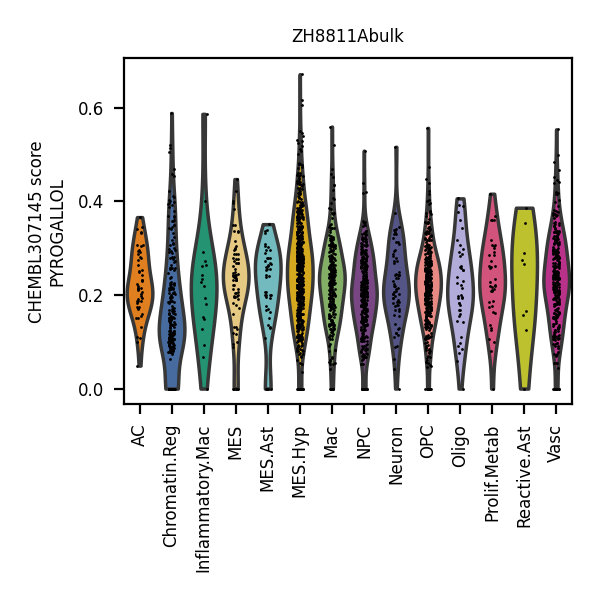 ZH8811Abulk
CHEMBL307145 score
PYROGALLOL
0.6
0.4
0.2
0.0
AC
Chromatin.Reg
Inflammatory.Mac
MES
MES.Ast
MES.Hyp
Mac
NPC
Neuron
OPC
Oligo
Prolif.Metab
Reactive.Ast
Vasc